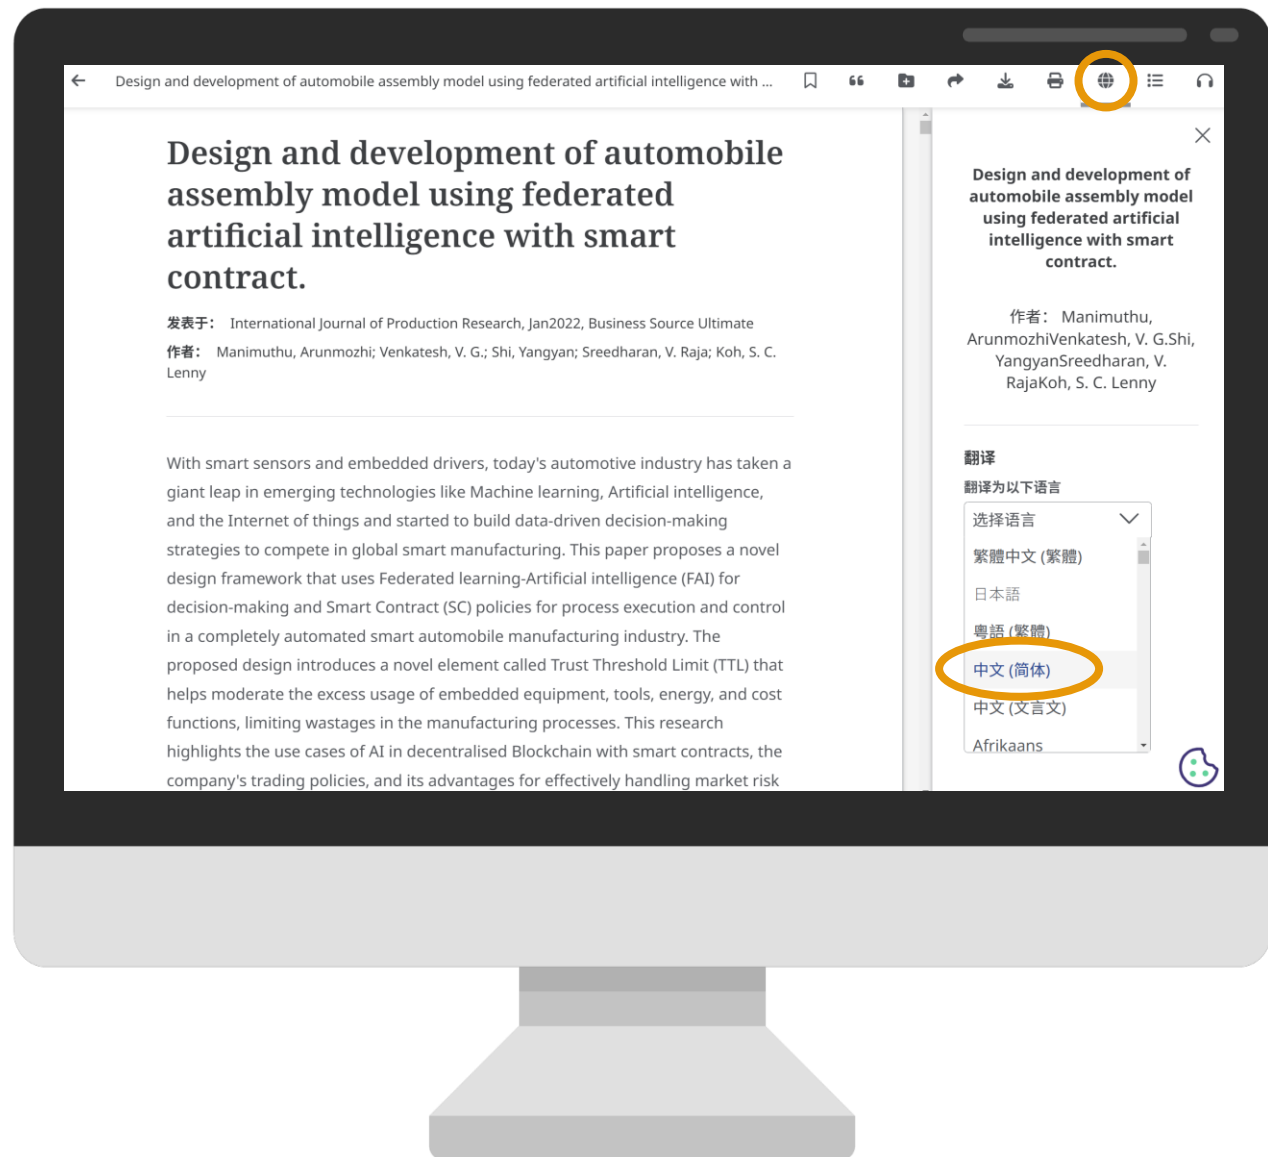 Design and development of automobile assembly model using federated artificial intelligence with ...
Design and development of automobile
assembly model using federated
artificial intelligence with smart
contract.
发表于： International Journal of Production Research, Jan2022, Business Source Ultimate
作者： Manimuthu, Arunmozhi; Venkatesh, V. G.; Shi, Yangyan; Sreedharan, V. Raja; Koh, S. C.
Lenny
With smart sensors and embedded drivers, today's automotive industry has taken a
giant leap in emerging technologies like Machine learning, Artificial intelligence,
and the Internet of things and started to build data-driven decision-making
strategies to compete in global smart manufacturing. This paper proposes a novel
design framework that uses Federated learning-Artificial intelligence (FAI) for
decision-making and Smart Contract (SC) policies for process execution and control
in a completely automated smart automobile manufacturing industry. The
proposed design introduces a novel element called Trust Threshold Limit (TTL) that
helps moderate the excess usage of embedded equipment, tools, energy, and cost
functions, limiting wastages in the manufacturing processes. This research
highlights the use cases of AI in decentralised Blockchain with smart contracts, the
company's trading policies, and its advantages for effectively handling market risk
Design and development of
automobile assembly model
using federated artificial
intelligence with smart
contract.
作者： Manimuthu,
ArunmozhiVenkatesh, V. G.Shi,
YangyanSreedharan, V.
RajaKoh, S. C. Lenny
翻译
翻译为以下语言
选择语言
繁體中文 (繁體)
日本語
粵語 (繁體)
中文 (简体)
中文 (文言文)
Afrikaans